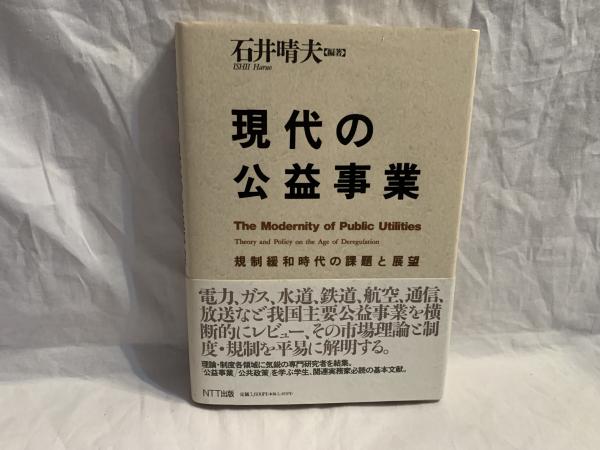 石井晴夫【編著】
ISHII Haruo
現代の
公益事業
The Modernity of Public Utilities
Theory and Policy on the Age of Deregulation
規制緩和時代の課題と展望
電力、ガス、水道、鉄道、航空、通信、
放送など我国主要公益事業を横
断的にレビュー、その市場理論と制
度・規制を平易に解明する。
理論・制度各領域に気鋭の専門研究者を結集。
「公益事業」「公共政策」を学ぶ学生、関連実務家必読の基本文献。
NTT出版